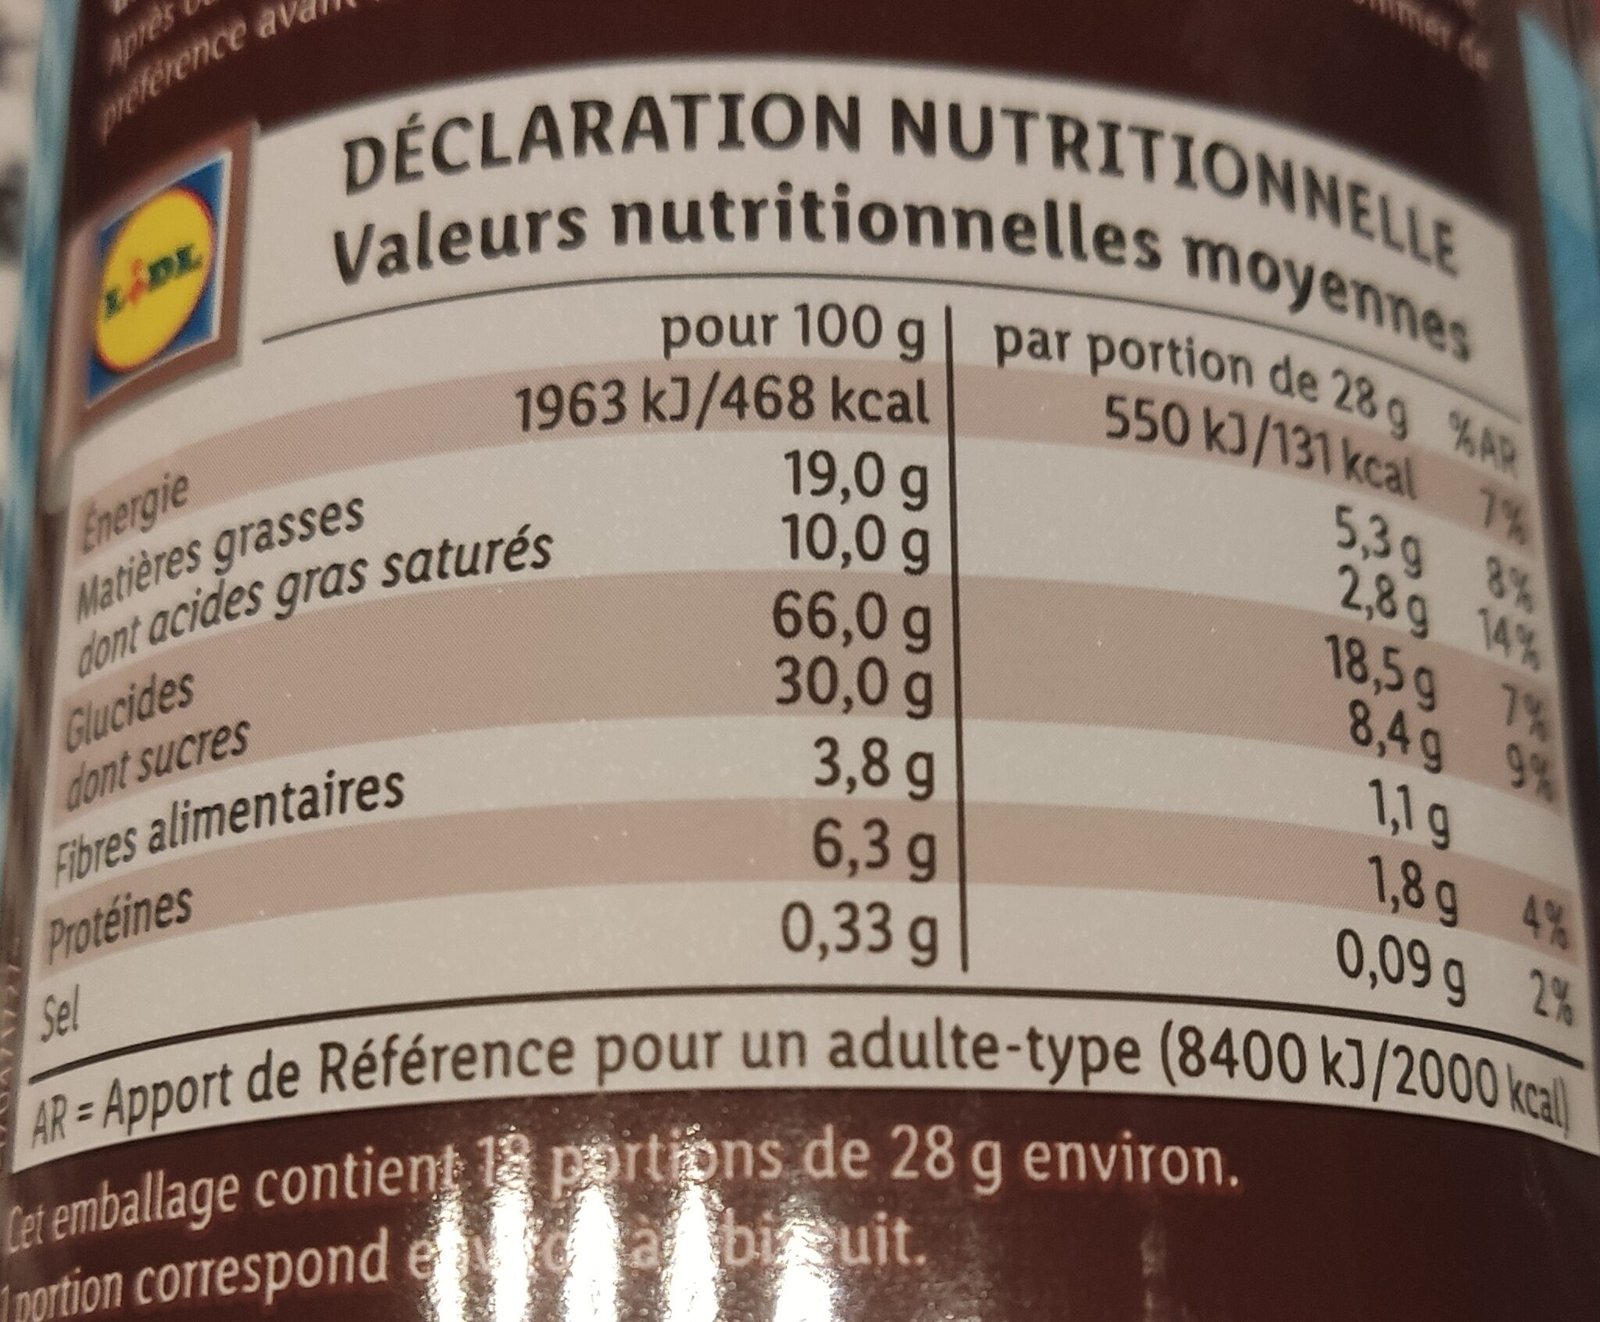 Après
préférence avant
LIDL
DÉCLARATION NUTRITIONNELLE
Valeurs nutritionnelles moyennes
pour 100 g par portion de 28 g %AR
Énergie 1963 kJ/468 kcal 550 kJ/131 kcal 7%
Matières grasses 19,0 g 5,3 g 8%
dont acides gras saturés 10,0 g 2,8 g 14%
Glucides 66,0 g 18,5 g 7%
dont sucres 30,0 g 8,4 g 9%
Fibres alimentaires 3,8 g 1,1 g
Protéines 6,3 g 1,8 g 4%
Sel 0,33 g 0,09 g 2%
AR = Apport de Référence pour un adulte-type (8400 kJ/2000 kcal)
Cet emballage contient portions de 28 g environ.
1 portion correspond à biscuit.